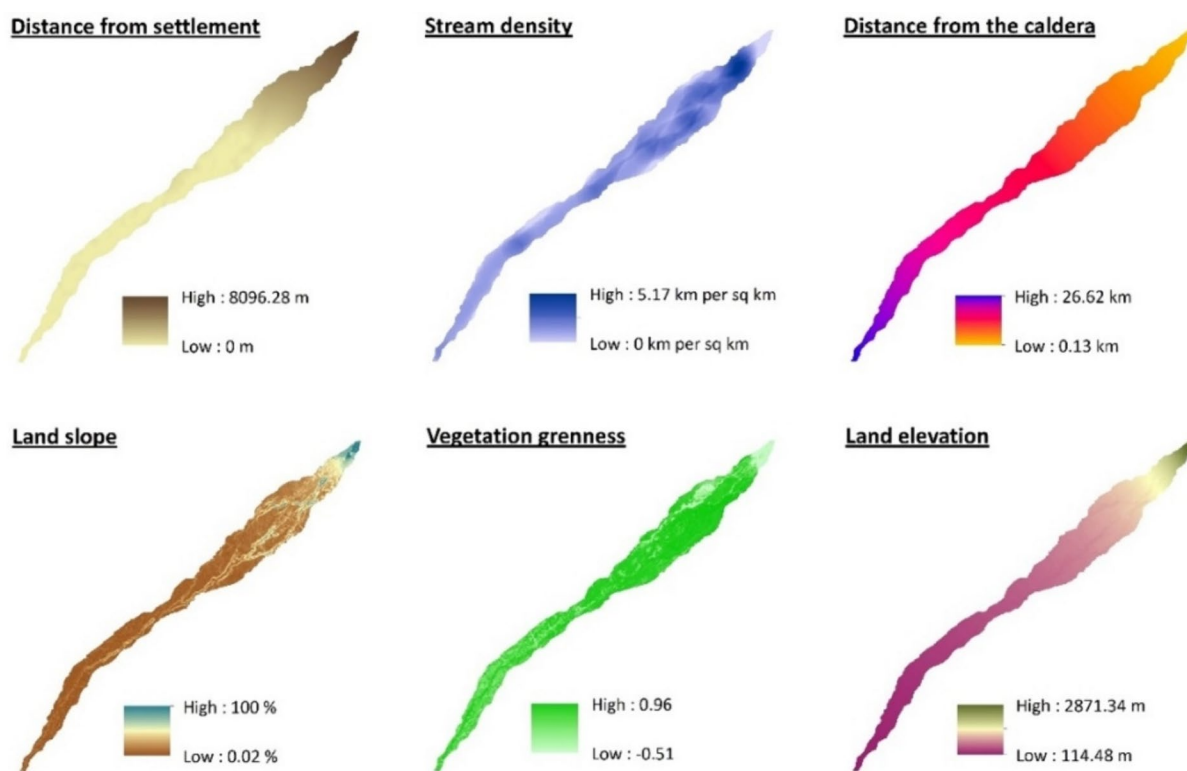 Distance from settlement
Stream density
Distance from the caldera
High : 8096.28 m
Low : 0 m
High : 5.17 km per sq km
Low : 0 km per sq km
High : 26.62 km
Low : 0.13 km
Land slope
Vegetation grenness
Land elevation
High : 100 %
Low : 0.02 %
High : 0.96
Low : -0.51
High : 2871.34 m
Low : 114.48 m